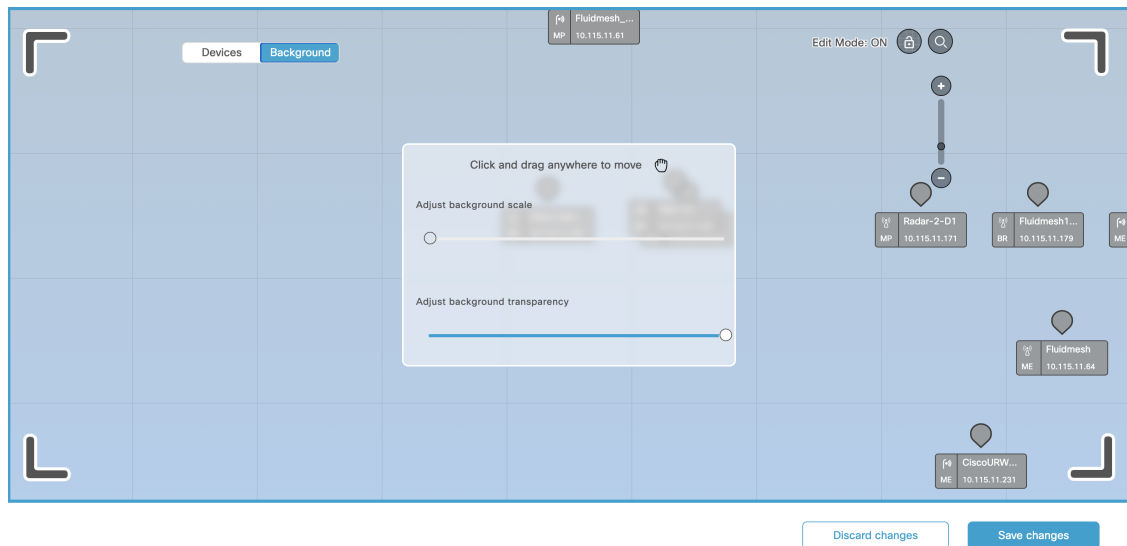 Fluidmesh_...
MP 10.115.11.61
Devices Background
Edit Mode: ON
Click and drag anywhere to move
Adjust background scale
Radar-2-D1
MP 10.115.11.171
Fluidmesh1...
BR 10.115.11.179
ME
Adjust background transparency
Fluidmesh
ME 10.115.11.64
CiscoURW...
ME 10.115.11.231
Discard changes Save changes